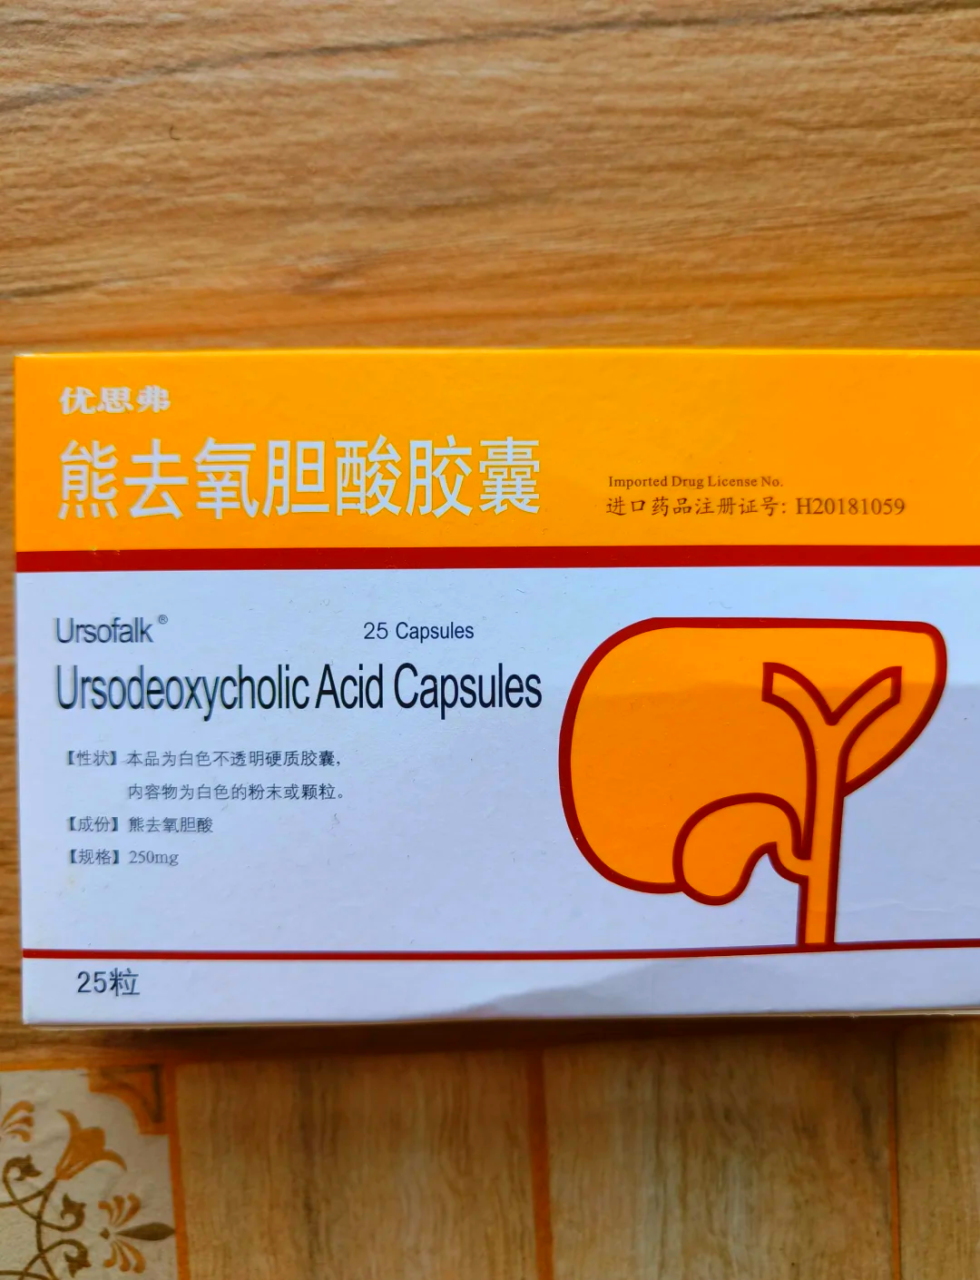 优思弗
熊去氧胆酸胶囊
Imported Drug License No.
进口药品注册证号: H20181059
Ursofalk®
25 Capsules
Ursodeoxycholic Acid Capsules
【性状】本品为白色不透明硬质胶囊，
内容物为白色的粉末或颗粒。
【成份】熊去氧胆酸
【规格】250mg
25粒